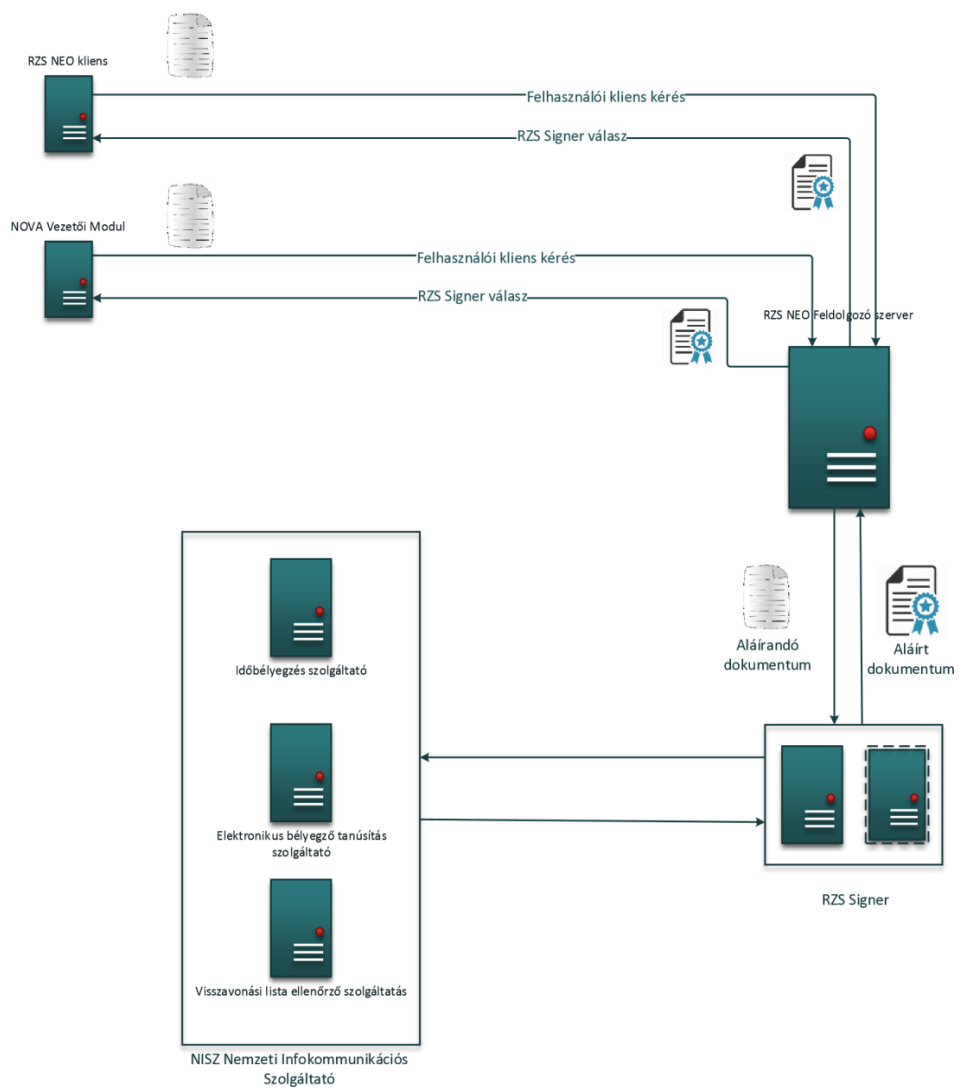 RZS NEO kliens
Felhasználói kliens kérés
RZS Signer válasz
NOVA Vezetői Modul
Felhasználói kliens kérés
RZS Signer válasz
RZS NEO Feldolgozó szerver
Aláírandó
dokumentum
Aláírt
dokumentum
Időbélyegzés szolgáltató
Elektronikus bélyegző tanúsítás
szolgáltató
Visszavonási lista ellenőrző szolgáltatás
RZS Signer
NISZ Nemzeti Infokommunikációs
Szolgáltató